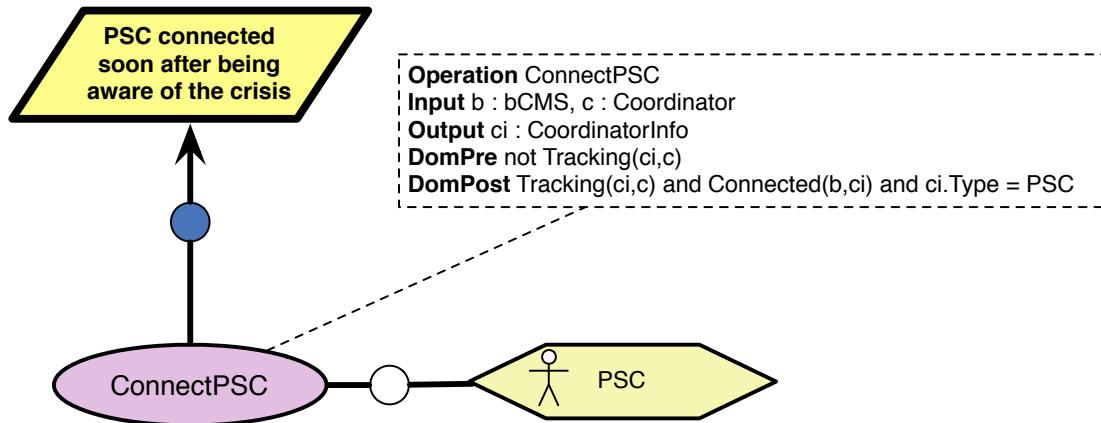 PSC connected
soon after being
aware of the crisis
Operation ConnectPSC
Input b : bCMS, c : Coordinator
Output ci : CoordinatorInfo
DomPre not Tracking(ci,c)
DomPost Tracking(ci,c) and Connected(b,ci) and ci.Type = PSC
ConnectPSC
PSC